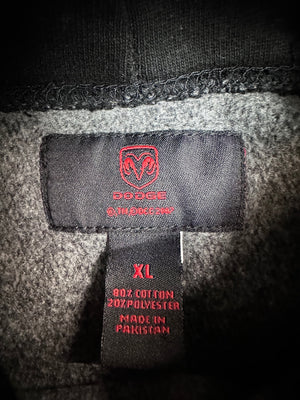 DODGE
XL
80% COTTON
20% POLYESTER
MADE IN
PAKISTAN